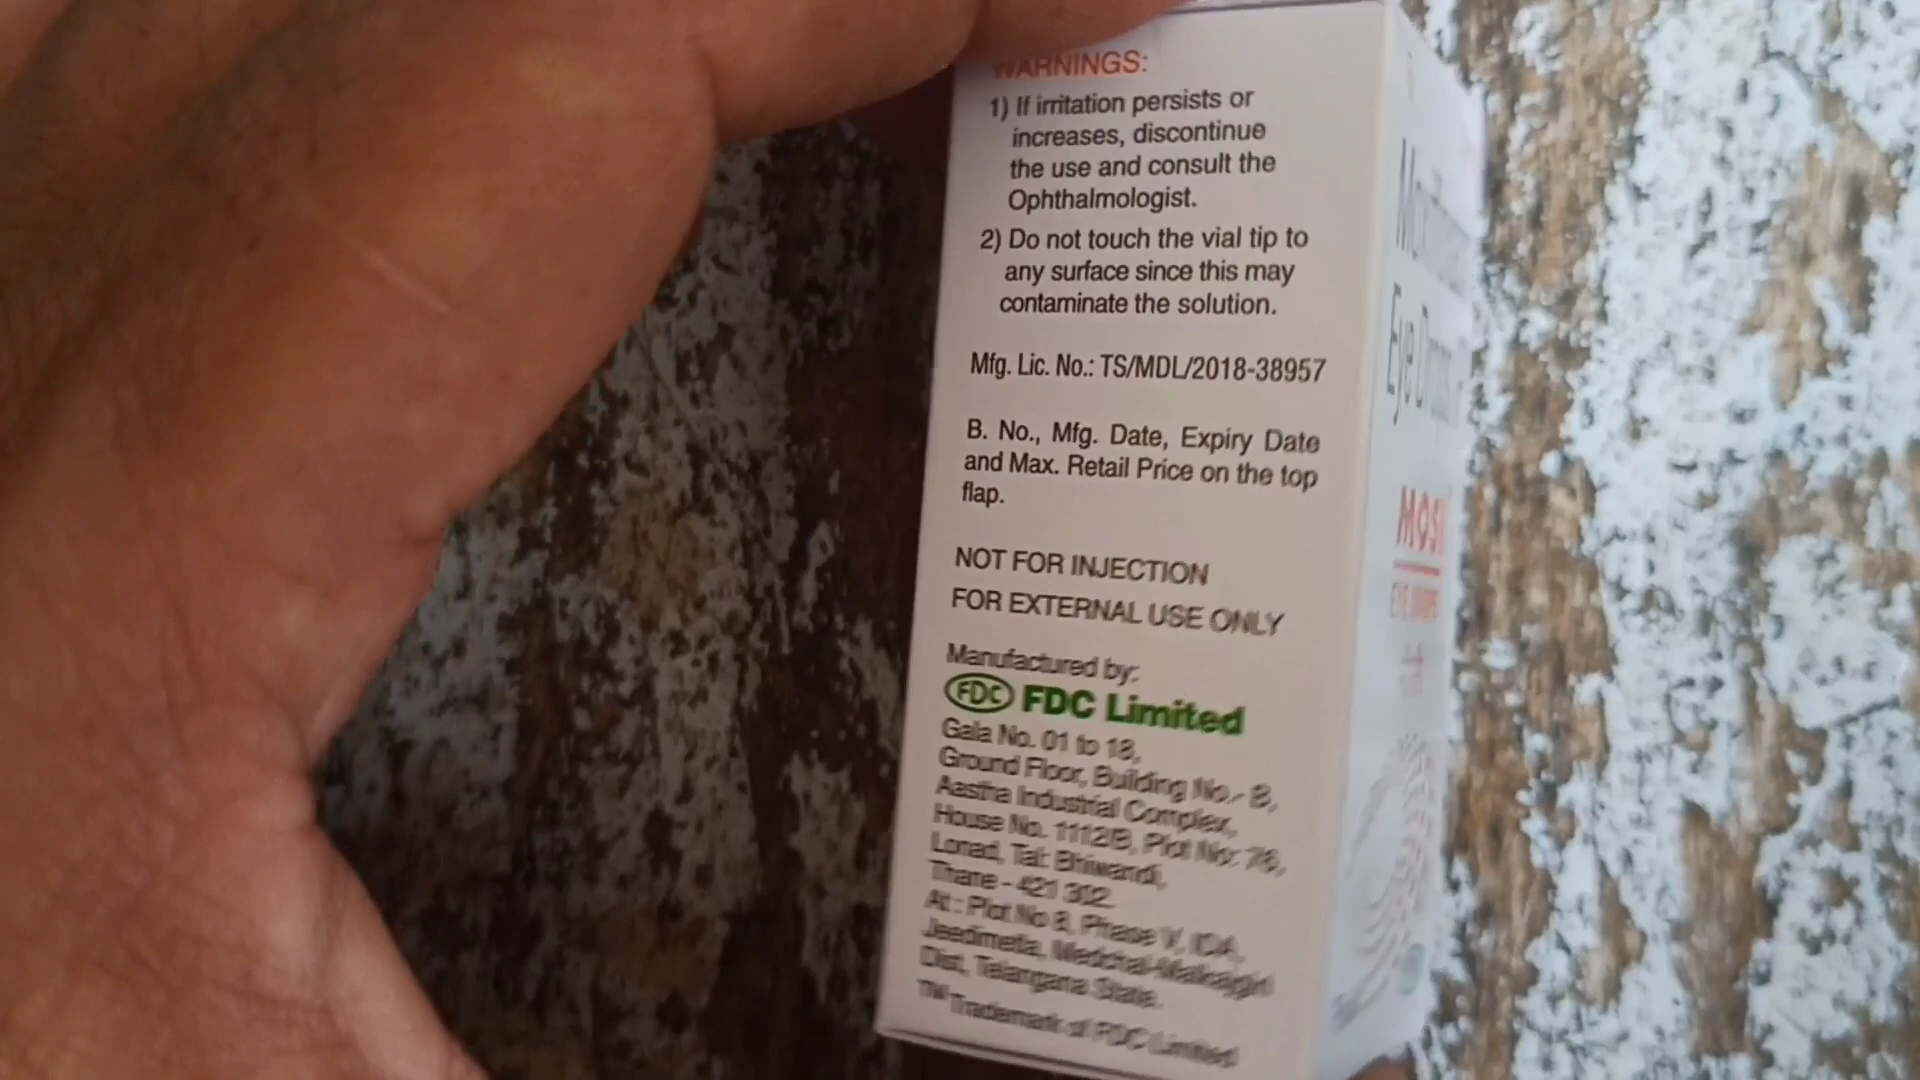 WARNINGS:
1) If irritation persists or
increases, discontinue
the use and consult the
Ophthalmologist.
2) Do not touch the vial tip to
any surface since this may
contaminate the solution.
Mfg. Lic. No.: TS/MDL/2018-38957
B. No., Mfg. Date, Expiry Date
and Max. Retail Price on the top
flap.
NOT FOR INJECTION
FOR EXTERNAL USE ONLY
Manufactured by:
FDC FDC Limited
Gala No. 01 to 18,
Ground Floor, Building No.- B,
Aastha Industrial Complex,
House No. 1112/B, Plot No: 76,
Lonad, Tal: Bhiwandi,
Thane - 421 302.
At : Plot No 8, Phase V, IDA,
Jeedimetla, Medchal-Malkajgiri
Dist, Telangana State.
™ Trademark of FDC Limited
Eye Drops
EYE DROPS